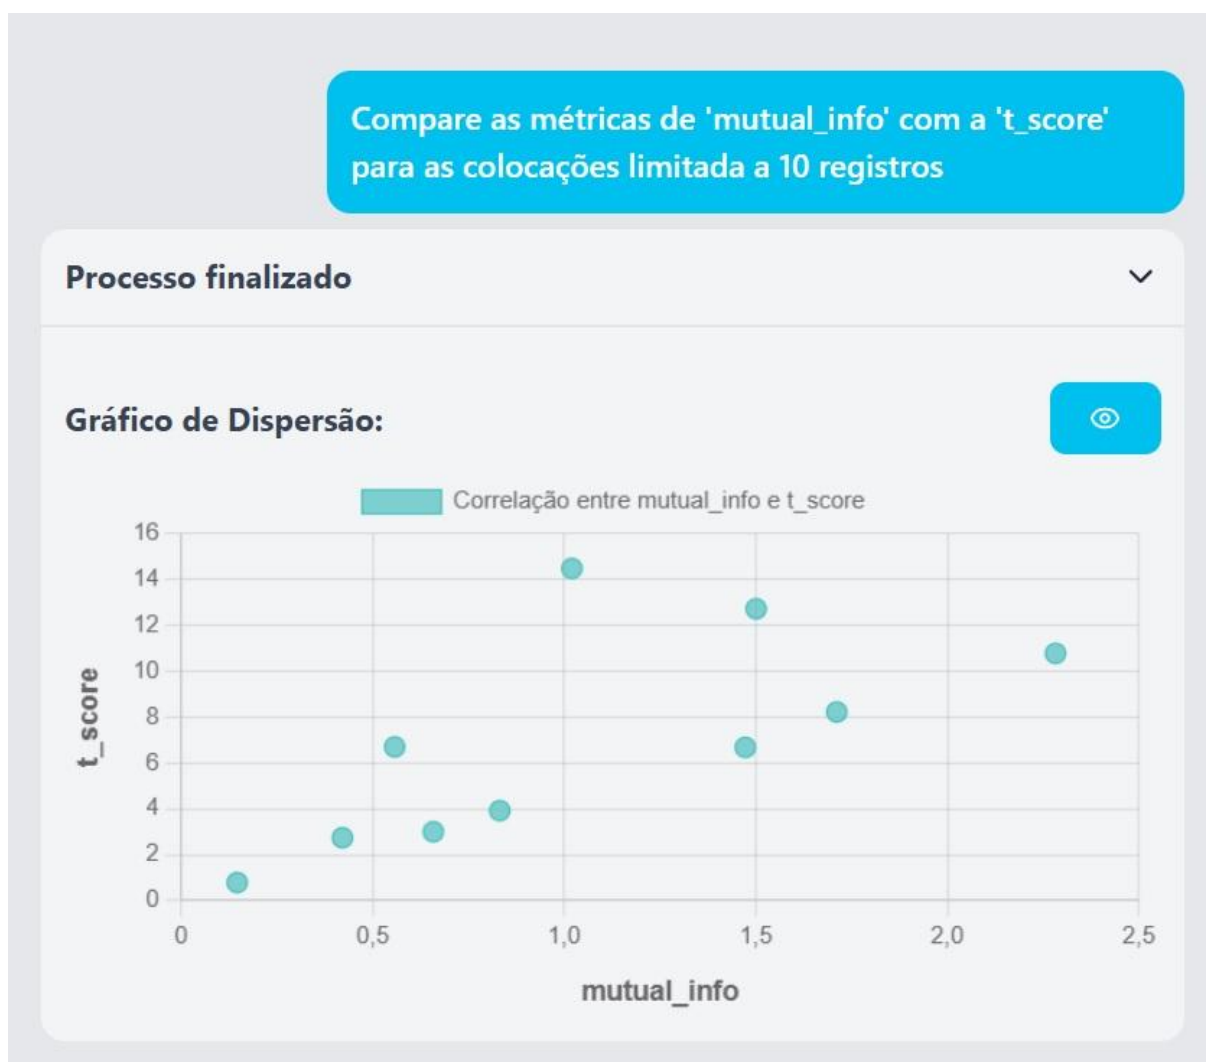 Compare as métricas de 'mutual_info' com a 't_score'
para as colocações limitada a 10 registros
Processo finalizado
Gráfico de Dispersão:
Correlação entre mutual_info e t_score
16
14
12
10
8
6
4
2
0
t_score
0 0,5 1,0 1,5 2,0 2,5
mutual_info